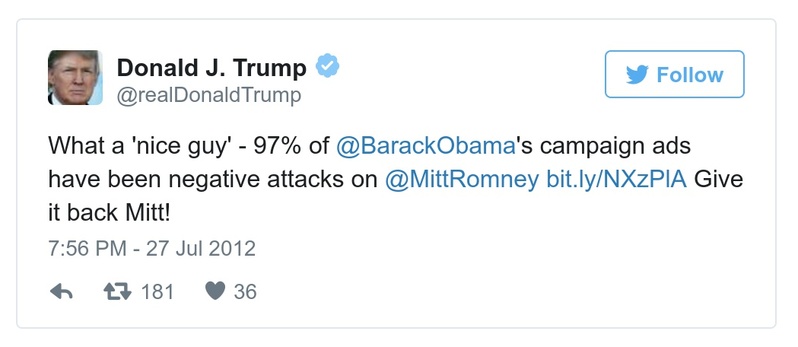 Donald J. Trump
@realDonaldTrump
Follow
What a 'nice guy' - 97% of @BarackObama's campaign ads
have been negative attacks on @MittRomney bit.ly/NXzPlA Give
it back Mitt!
7:56 PM - 27 Jul 2012
181 36